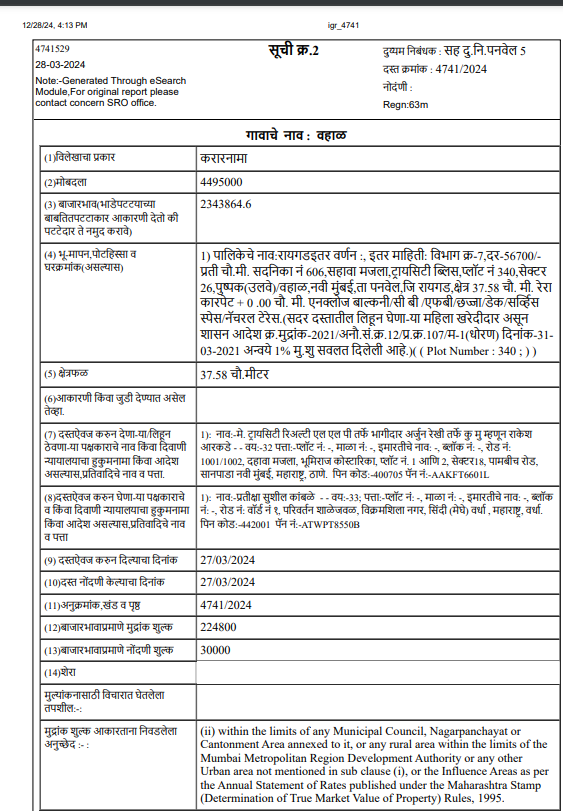 12/28/24, 4:13 PM
igr_4741
4741529
28-03-2024
Note:-Generated Through eSearch
Module,For original report please
contact concern SRO office.
सूची क्र.2
दुय्यम निबंधक : सह दु.नि.पनवेल 5
दस्त क्रमांक : 4741/2024
नोदंणी :
Regn:63m
गावाचे नाव : वहाळ
(1)विलेखाचा प्रकार
करारनामा
(2)मोबदला
4495000
(3) बाजारभाव(भाडेपटटयाच्या
बाबतितपटटाकार आकारणी देतो की
पटटेदार ते नमुद करावे)
2343864.6
(4) भू-मापन,पोटहिस्सा व
घरक्रमांक(असल्यास)
1) पालिकेचे नाव:रायगडइतर वर्णन :, इतर माहिती: विभाग क्र-7,दर-56700/-
प्रती चौ.मी. सदनिका नं 606,सहावा मजला,ट्रायसिटी ब्लिस,प्लॉट नं 340,सेक्टर
26,पुष्पक(उलवे)/वहाळ,नवी मुंबई,ता पनवेल,जि रायगड,क्षेत्र 37.58 चौ. मी. रेरा
कारपेट + 0 .00 चौ. मी. एनक्लोज बाल्कनी/सी बी /एफबी/छज्जा/डेक/सर्व्हिस
स्पेस/नॅचरल टेरेस.(सदर दस्तातील लिहून घेणा-या महिला खरेदीदार असून
शासन आदेश क्र.मुद्रांक-2021/अनौ.सं.क्र.12/प्र.क्र.107/म-1(धोरण) दिनांक-31-
03-2021 अन्वये 1% मु.शु सवलत दिलेली आहे.)( ( Plot Number : 340 ; ) )
(5) क्षेत्रफळ
37.58 चौ.मीटर
(6)आकारणी किंवा जुडी देण्यात असेल
तेव्हा.
(7) दस्तऐवज करुन देणा-या/लिहून
ठेवणा-या पक्षकाराचे नाव किंवा दिवाणी
न्यायालयाचा हुकुमनामा किंवा आदेश
असल्यास,प्रतिवादिचे नाव व पत्ता.
1): नाव:-मे. ट्रायसिटी रिअल्टी एल एल पी तर्फे भागीदार अर्जुन रेखी तर्फे कु मु म्हणून राकेश
आरकडे - - वय:-32 पत्ता:-प्लॉट नं: -, माळा नं: -, इमारतीचे नाव: -, ब्लॉक नं: -, रोड नं:
1001/1002, दहावा मजला, भूमिराज कोस्टारिका, प्लॉट नं. 1 आणि 2, सेक्टर18, पामबीच रोड,
सानपाडा नवी मुंबई, महाराष्ट्र, ठाणे. पिन कोड:-400705 पॅन नं:-AAKFT6601L
(8)दस्तऐवज करुन घेणा-या पक्षकाराचे
व किंवा दिवाणी न्यायालयाचा हुकुमनामा
किंवा आदेश असल्यास,प्रतिवादिचे नाव
व पत्ता
1): नाव:-प्रतीक्षा सुशील कांबळे - - वय:-33; पत्ता:-प्लॉट नं: -, माळा नं: -, इमारतीचे नाव: -, ब्लॉक
नं: -, रोड नं: वॉर्ड नं १, परिवर्तन शाळेजवळ, विक्रमशिला नगर, सिंदी (मेघे) वर्धा , महाराष्ट्र, वर्धा.
पिन कोड:-442001 पॅन नं:-ATWPT8550B
(9) दस्तऐवज करुन दिल्याचा दिनांक
27/03/2024
(10)दस्त नोंदणी केल्याचा दिनांक
27/03/2024
(11)अनुक्रमांक,खंड व पृष्ठ
4741/2024
(12)बाजारभावाप्रमाणे मुद्रांक शुल्क
224800
(13)बाजारभावाप्रमाणे नोंदणी शुल्क
30000
(14)शेरा
मुल्यांकनासाठी विचारात घेतलेला
तपशील:-:
मुद्रांक शुल्क आकारताना निवडलेला
अनुच्छेद :- :
(ii) within the limits of any Municipal Council, Nagarpanchayat or
Cantonment Area annexed to it, or any rural area within the limits of the
Mumbai Metropolitan Region Development Authority or any other
Urban area not mentioned in sub clause (i), or the Influence Areas as per
the Annual Statement of Rates published under the Maharashtra Stamp
(Determination of True Market Value of Property) Rules, 1995.